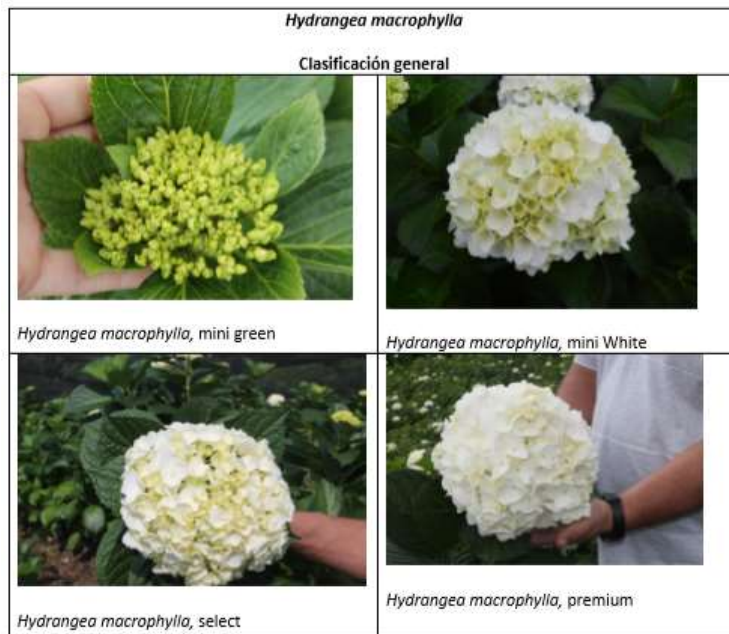 Hydrangea macrophylla
Clasificación general
Hydrangea macrophylla, mini green
Hydrangea macrophylla, mini White
Hydrangea macrophylla, select
Hydrangea macrophylla, premium